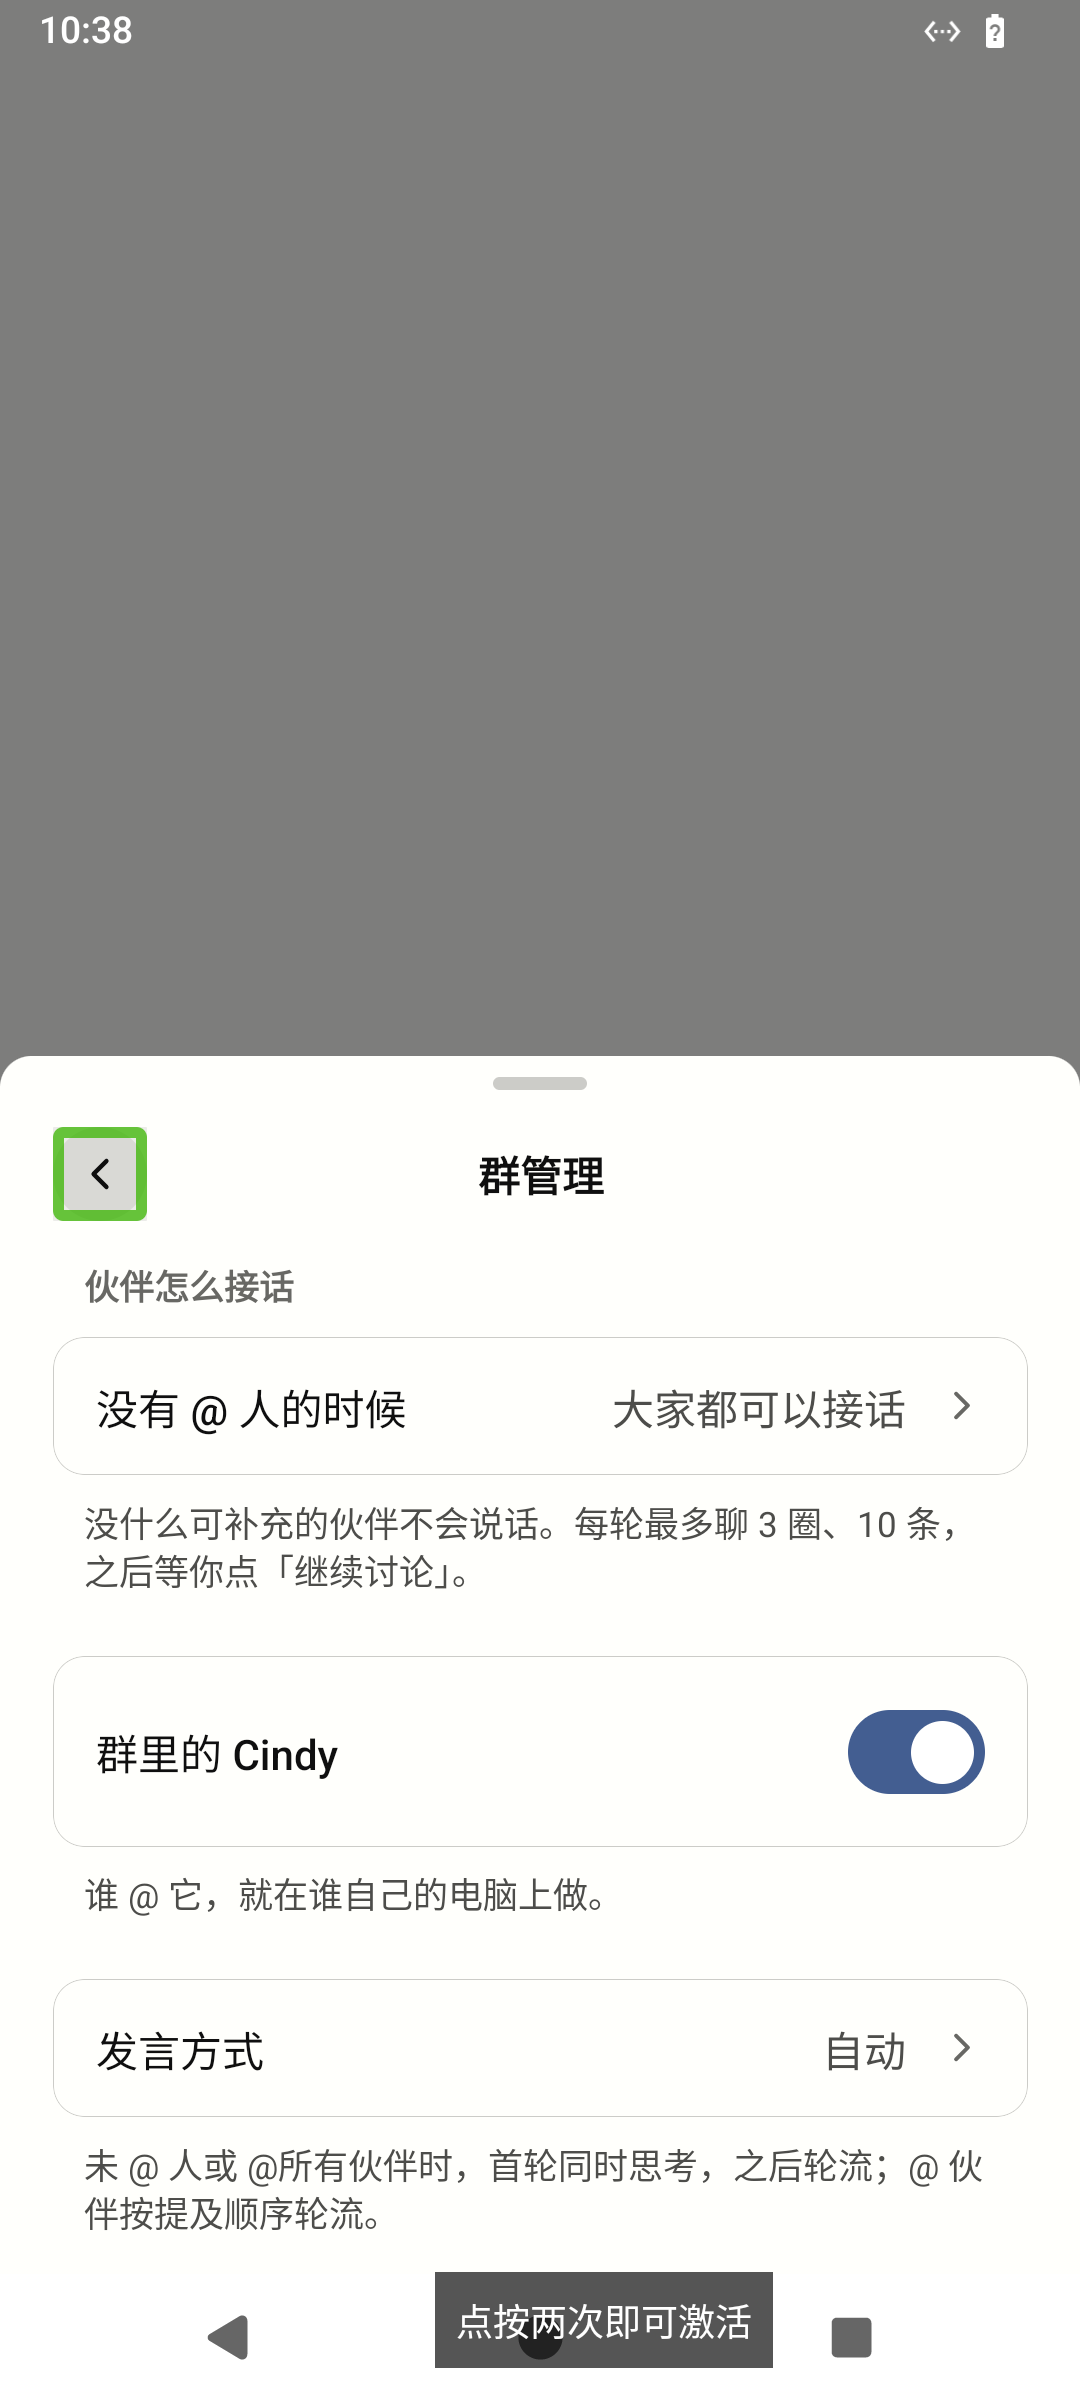 10:38
群管理
伙伴怎么接话
没有 @ 人的时候
大家都可以接话
没什么可补充的伙伴不会说话。每轮最多聊 3 圈、10 条，
之后等你点「继续讨论」。
群里的 Cindy
谁 @ 它，就在谁自己的电脑上做。
发言方式
自动
未 @ 人或 @所有伙伴时，首轮同时思考，之后轮流；@ 伙
伴按提及顺序轮流。
点按两次即可激活